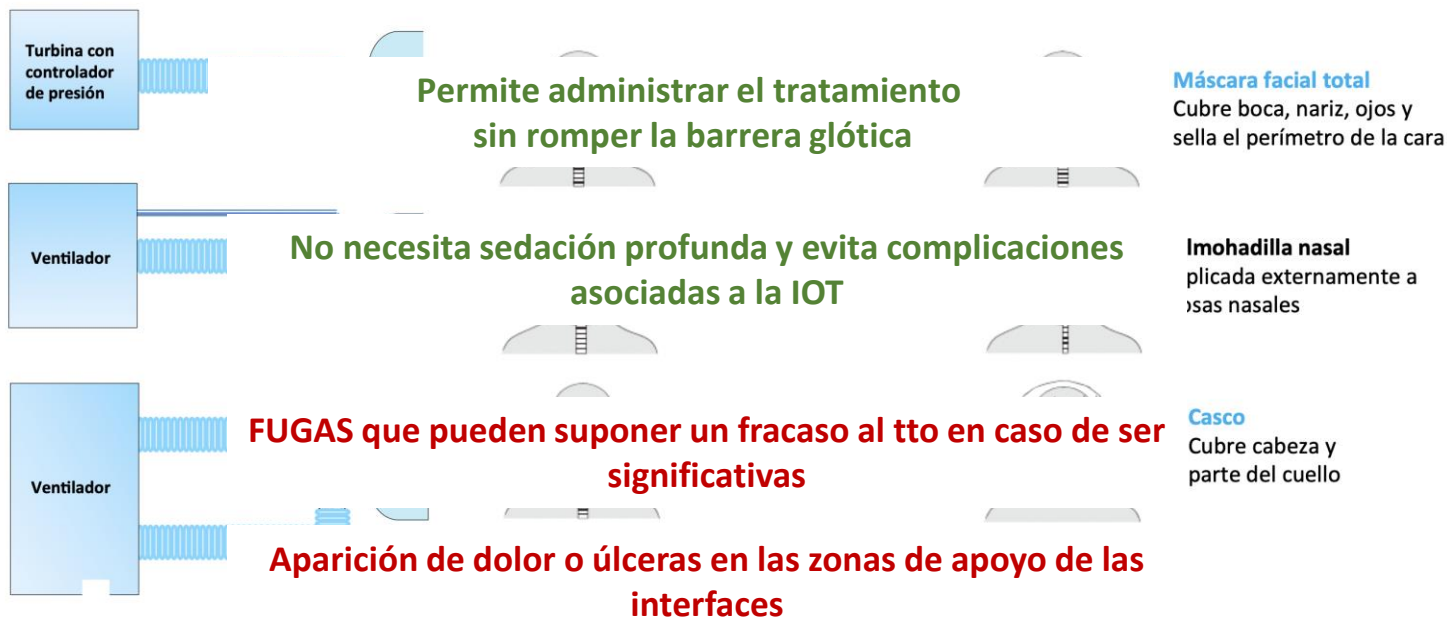 Turbina con
controlador
de presión
Permite administrar el tratamiento
sin romper la barrera glótica
Máscara facial total
Cubre boca, nariz, ojos y
sella el perímetro de la cara
Ventilador
No necesita sedación profunda y evita complicaciones
asociadas a la IOT
lmohadilla nasal
plicada externamente a
osas nasales
Ventilador
FUGAS que pueden suponer un fracaso al tto en caso de ser
significativas
Casco
Cubre cabeza y
parte del cuello
Aparición de dolor o úlceras en las zonas de apoyo de las
interfaces